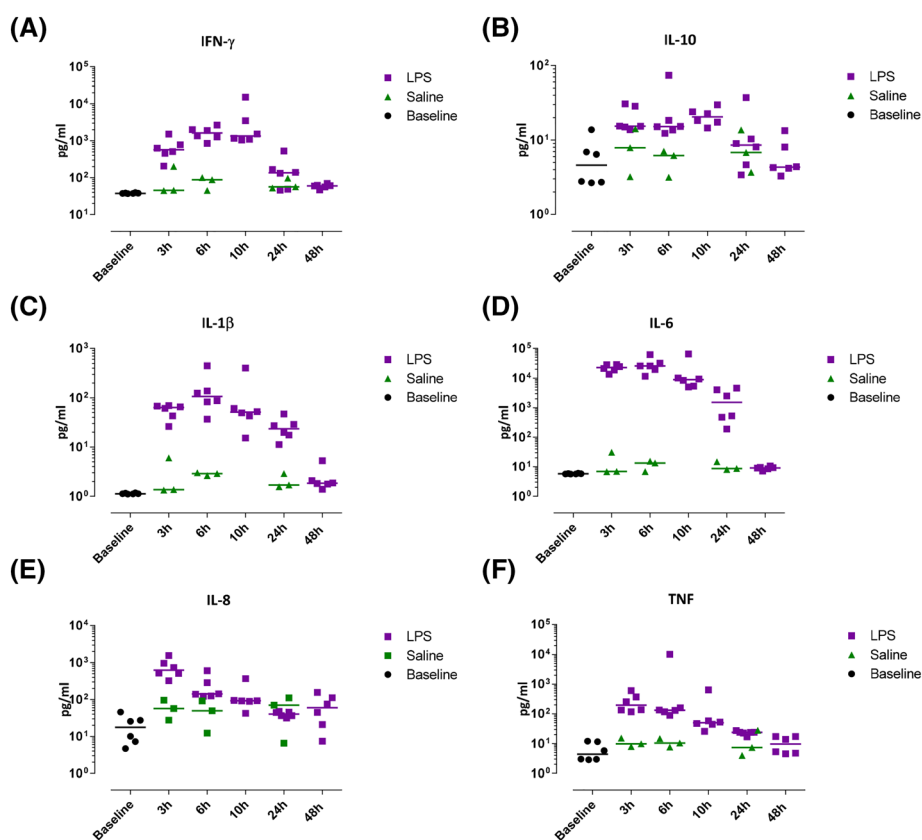 (A)
IFN-γ
pg/ml
10⁵
10⁴
10³
10²
10¹
Baseline
3h
6h
10h
24h
48h
LPS
Saline
Baseline
(B)
IL-10
pg/ml
10²
10¹
10⁰
Baseline
3h
6h
10h
24h
48h
LPS
Saline
Baseline
(C)
IL-1β
pg/ml
10³
10²
10¹
10⁰
Baseline
3h
6h
10h
24h
48h
LPS
Saline
Baseline
(D)
IL-6
pg/ml
10⁵
10⁴
10³
10²
10¹
10⁰
Baseline
3h
6h
10h
24h
48h
LPS
Saline
Baseline
(E)
IL-8
pg/ml
10⁴
10³
10²
10¹
10⁰
Baseline
3h
6h
10h
24h
48h
LPS
Saline
Baseline
(F)
TNF
pg/ml
10⁵
10⁴
10³
10²
10¹
10⁰
Baseline
3h
6h
10h
24h
48h
LPS
Saline
Baseline